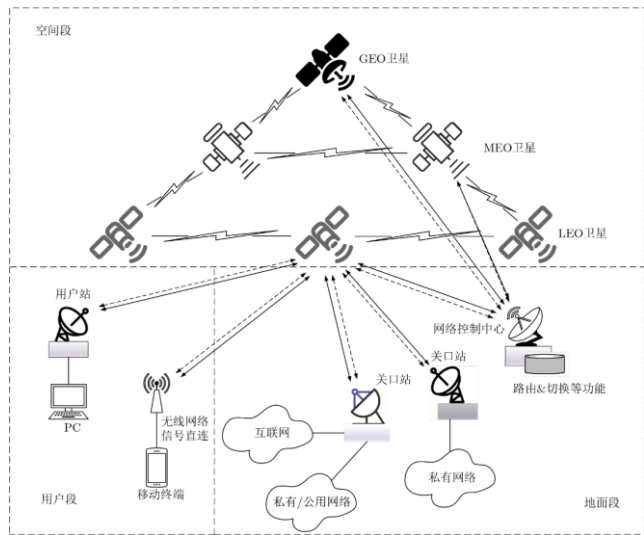 空间段
GEO卫星
MEO卫星
LEO卫星
用户站
网络控制中心
关口站
关口站
路由&切换等功能
无线网络
信号直连
PC
互联网
私有网络
移动终端
私有/公用网络
用户段
地面段